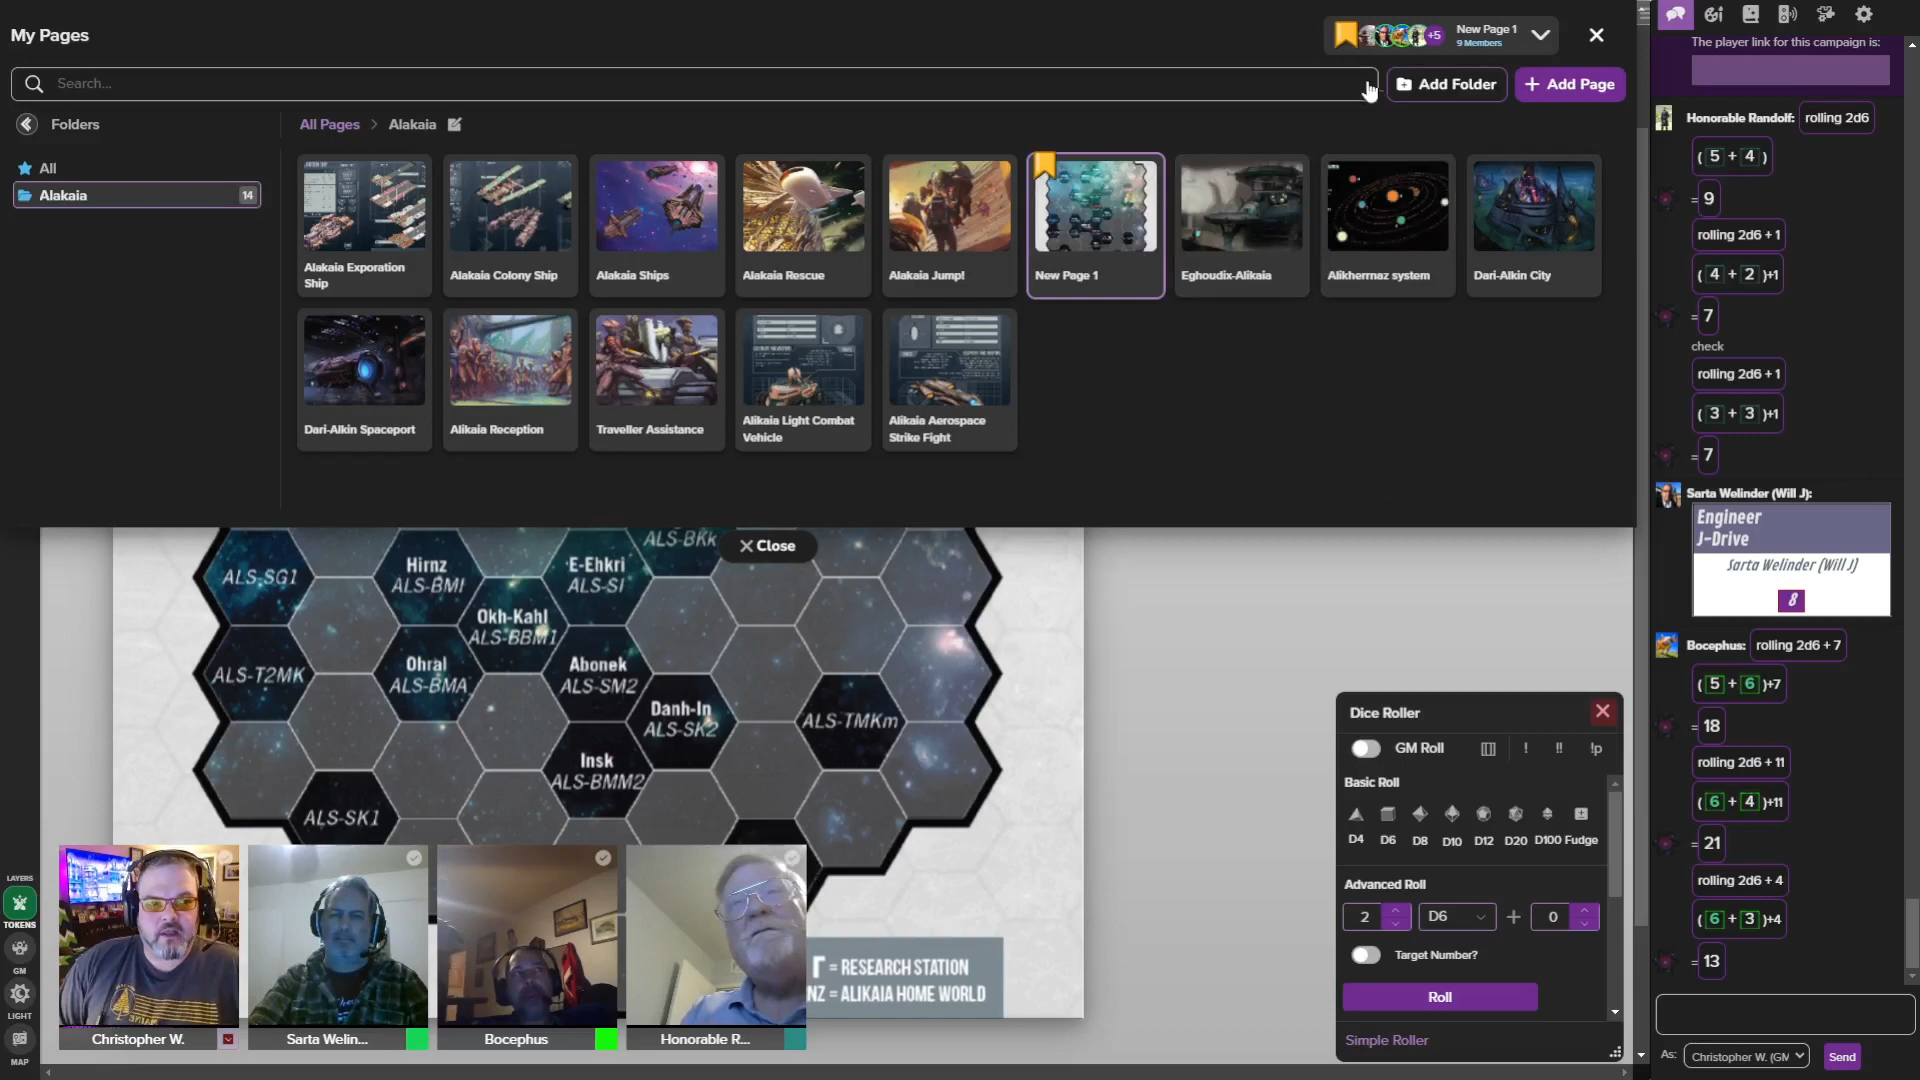 My Pages
+5
New Page 1
9 Members
Search...
Add Folder
Add Page
Folders
All Pages
Alakaia
All
Alakaia
14
Alakaia Exporation
Ship
Alakaia Colony Ship
Alakaia Ships
Alakaia Rescue
Alakaia Jump!
New Page 1
Eghoudix-Alikaia
Alikherrnaz system
Dari-Alkin City
Dari-Alkin Spaceport
Alikaia Reception
Traveller Assistance
Alikaia Light Combat
Vehicle
Alikaia Aerospace
Strike Fight
Close
ALS-BKk
ALS-SG1
Hirnz
ALS-BMI
E-Ehkri
ALS-SI
Okh-Kahl
ALS-BBM1
ALS-T2MK
Ohral
ALS-BMA
Abonek
ALS-SM2
Danh-In
ALS-SK2
ALS-TMKm
Insk
ALS-BMM2
ALS-SK1
= RESEARCH STATION
NZ = ALIKAIA HOME WORLD
LAYERS
TOKENS
GM
LIGHT
MAP
Christopher W.
Sarta Welin...
Bocephus
Honorable R...
Dice Roller
GM Roll
!
!!
!p
Basic Roll
D4
D6
D8
D10
D12
D20
D100
Fudge
Advanced Roll
2
D6
+
0
Target Number?
Roll
Simple Roller
The player link for this campaign is:
Honorable Randolf:
rolling 2d6
( 5 + 4 )
= 9
rolling 2d6 + 1
( 4 + 2 )+1
= 7
check
rolling 2d6 + 1
( 3 + 3 )+1
= 7
Sarta Welinder (Will J):
Engineer
J-Drive
Sarta Welinder (Will J)
8
Bocephus:
rolling 2d6 + 7
( 5 + 6 )+7
= 18
rolling 2d6 + 11
( 6 + 4 )+11
= 21
rolling 2d6 + 4
( 6 + 3 )+4
= 13
As:
Christopher W. (GM
Send